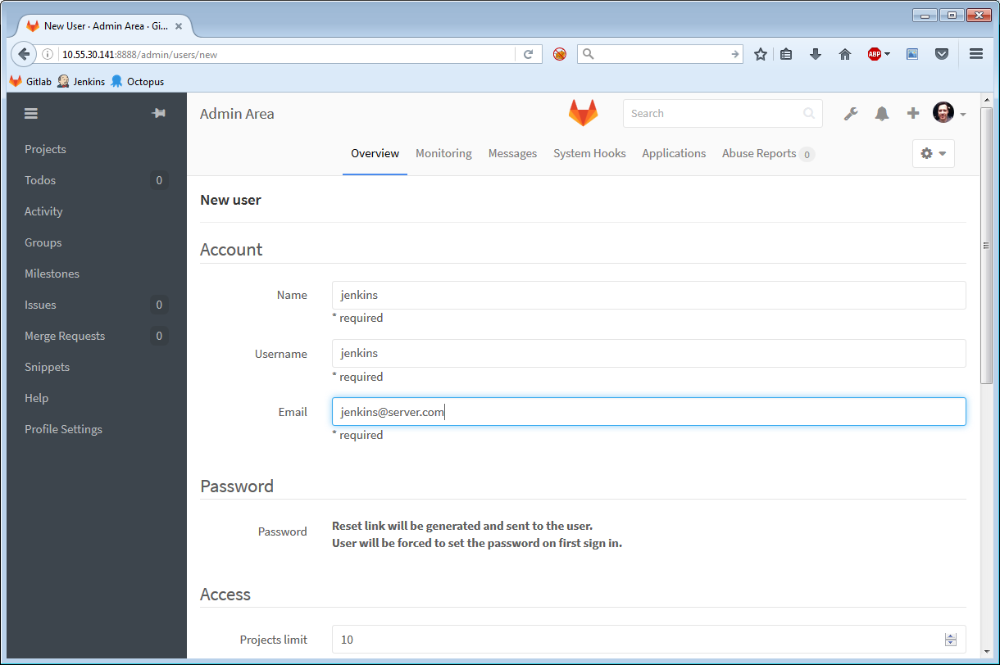 New User · Admin Area · Gi...
10.55.30.141:8888/admin/users/new
ABP
Gitlab Jenkins Octopus
Admin Area
Search
Overview Monitoring Messages System Hooks Applications Abuse Reports 0
Projects
Todos 0
Activity
Groups
Milestones
Issues 0
Merge Requests 0
Snippets
Help
Profile Settings
New user
Account
Name jenkins
* required
Username jenkins
* required
Email jenkins@server.com
* required
Password
Password
Reset link will be generated and sent to the user.
User will be forced to set the password on first sign in.
Access
Projects limit 10